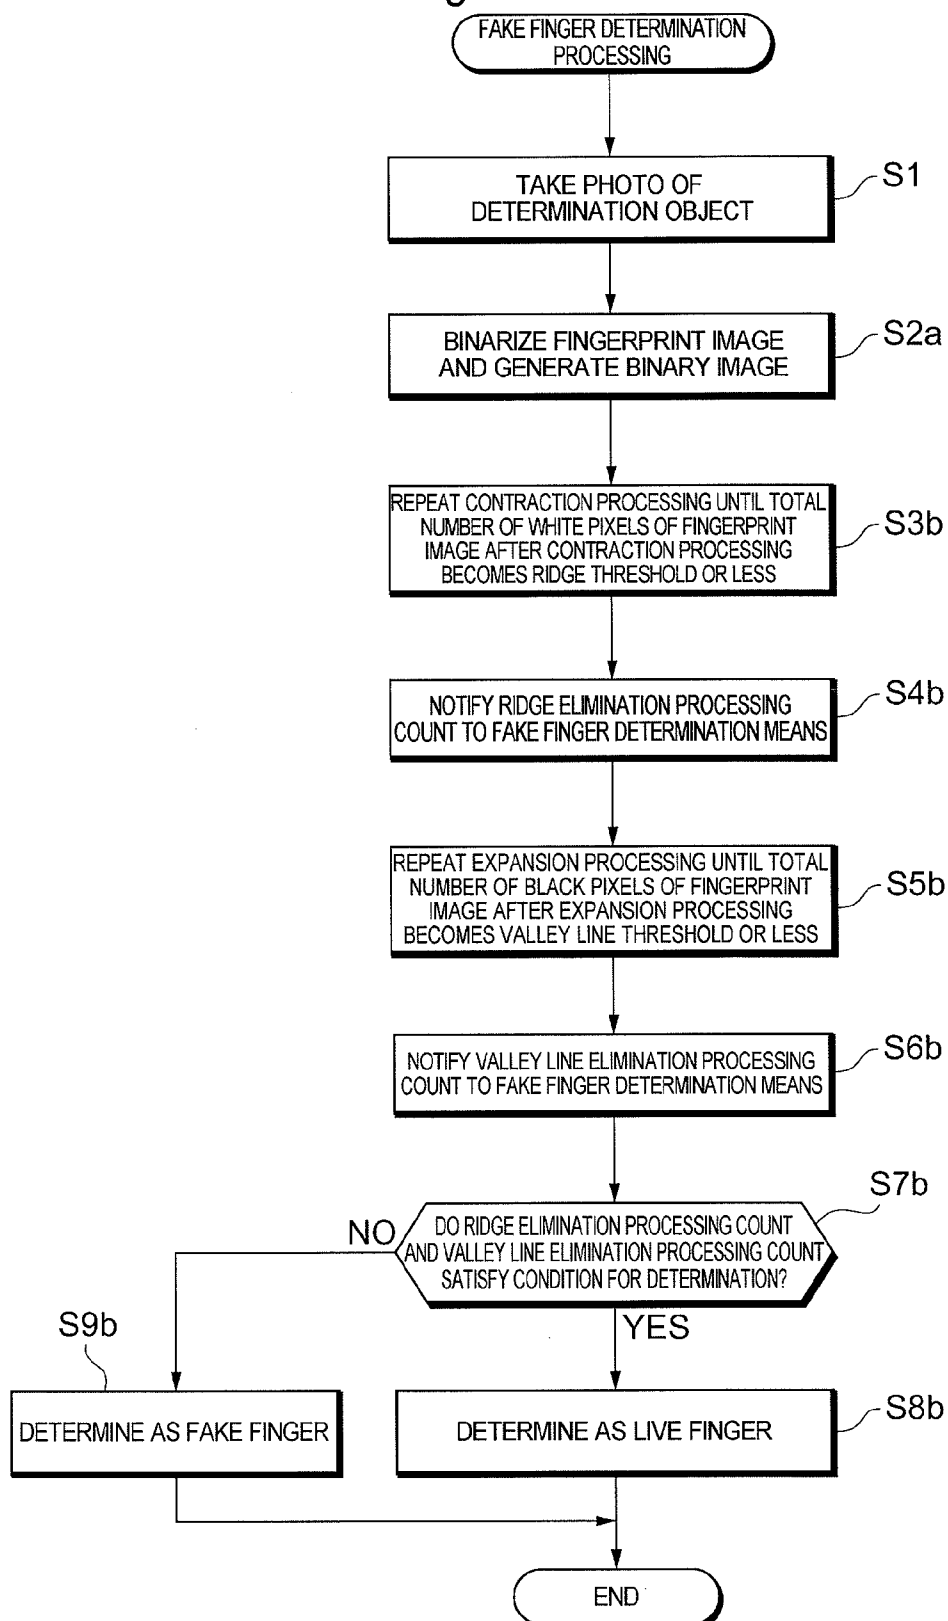 FAKE FINGER DETERMINATION
PROCESSING
TAKE PHOTO OF
DETERMINATION OBJECT
S1
BINARIZE FINGERPRINT IMAGE
AND GENERATE BINARY IMAGE
S2a
REPEAT CONTRACTION PROCESSING UNTIL TOTAL
NUMBER OF WHITE PIXELS OF FINGERPRINT
IMAGE AFTER CONTRACTION PROCESSING
BECOMES RIDGE THRESHOLD OR LESS
S3b
NOTIFY RIDGE ELIMINATION PROCESSING
COUNT TO FAKE FINGER DETERMINATION MEANS
S4b
REPEAT EXPANSION PROCESSING UNTIL TOTAL
NUMBER OF BLACK PIXELS OF FINGERPRINT
IMAGE AFTER EXPANSION PROCESSING
BECOMES VALLEY LINE THRESHOLD OR LESS
S5b
NOTIFY VALLEY LINE ELIMINATION PROCESSING
COUNT TO FAKE FINGER DETERMINATION MEANS
S6b
S7b
DO RIDGE ELIMINATION PROCESSING COUNT
AND VALLEY LINE ELIMINATION PROCESSING COUNT
SATISFY CONDITION FOR DETERMINATION?
NO
YES
S9b
DETERMINE AS FAKE FINGER
DETERMINE AS LIVE FINGER
S8b
END